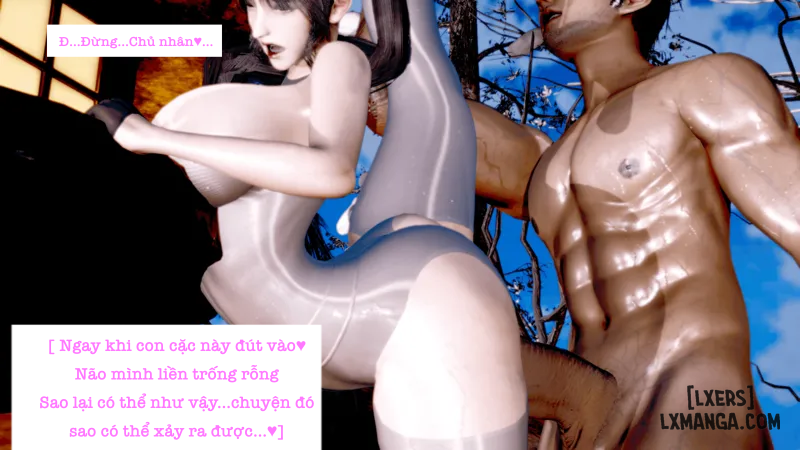 Đ...Đừng...Chủ nhân♥...
[ Ngay khi con cặc này đút vào♥
Não mình liền trống rỗng
Sao lại có thể như vậy...chuyện đó
sao có thể xảy ra được...♥]
[LXERS]
LXMANGA.COM